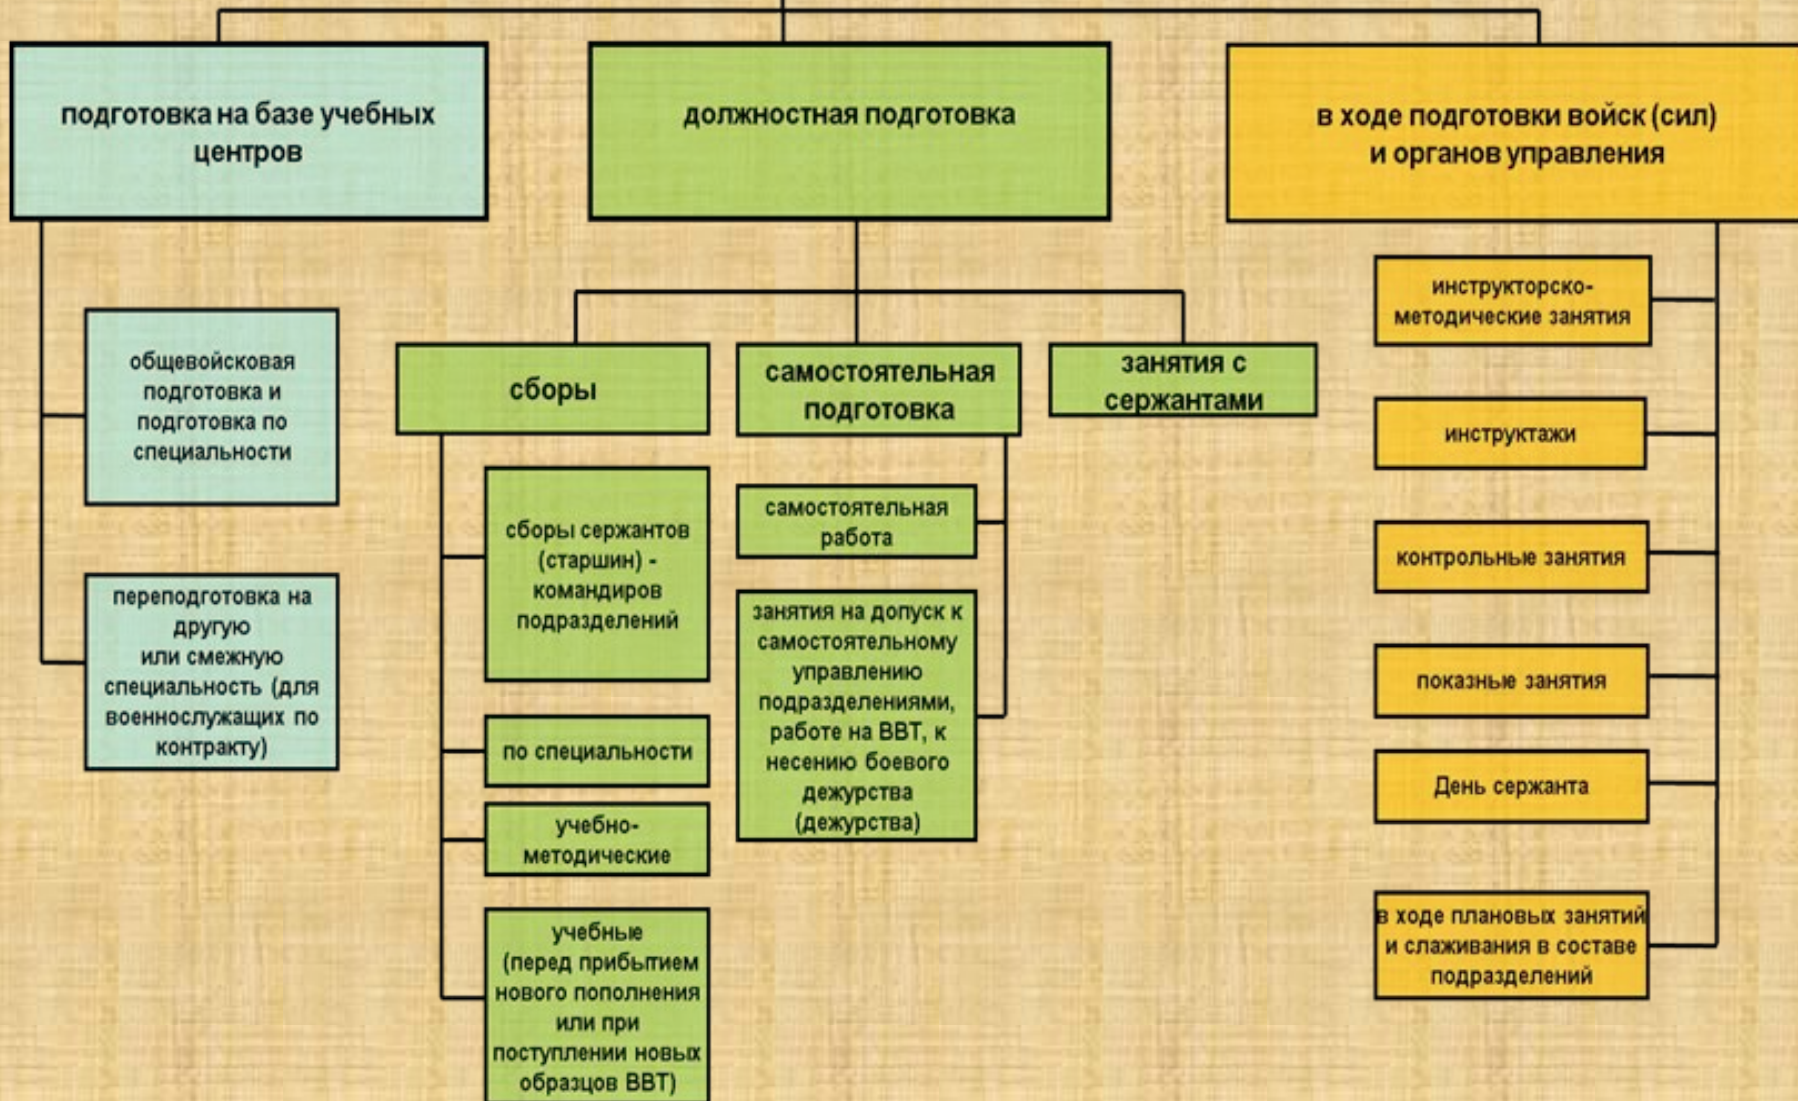 подготовка на базе учебных
центров
должностная подготовка
в ходе подготовки войск (сил)
и органов управления
общевойсковая
подготовка и
подготовка по
специальности
переподготовка на
другую
или смежную
специальность (для
военнослужащих по
контракту)
сборы
сборы сержантов
(старшин) -
командиров
подразделений
по специальности
учебно-
методические
учебные
(перед прибытием
нового пополнения
или при
поступлении новых
образцов ВВТ)
самостоятельная
подготовка
самостоятельная
работа
занятия на допуск к
самостоятельному
управлению
подразделениями,
работе на ВВТ, к
несению боевого
дежурства
(дежурства)
занятия с
сержантами
инструкторско-
методические занятия
инструктажи
контрольные занятия
показные занятия
День сержанта
в ходе плановых занятий
и слаживания в составе
подразделений